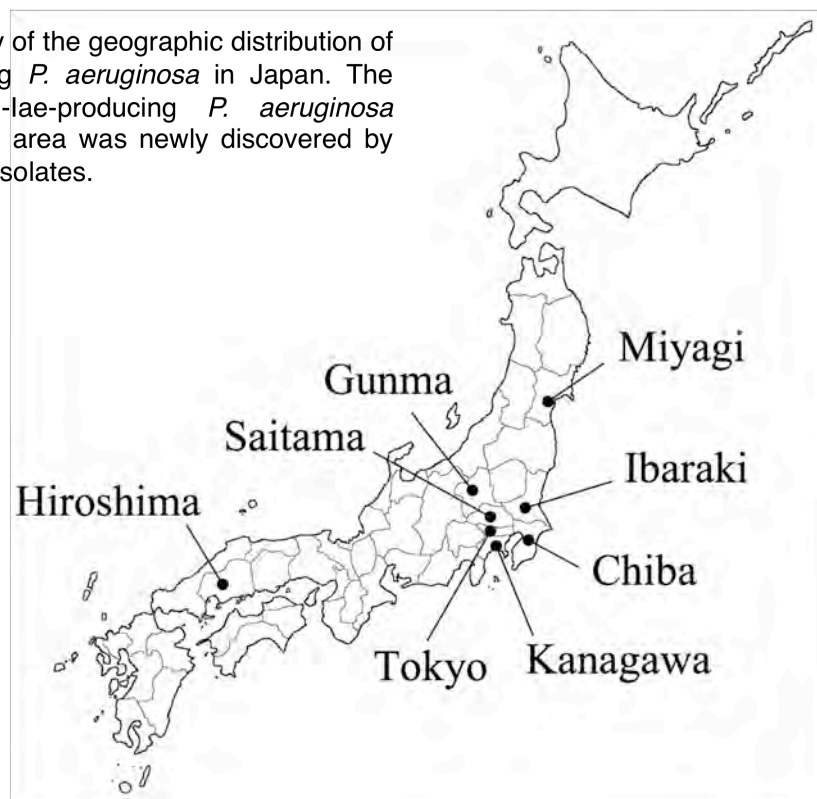 y of the geographic distribution of
g P. aeruginosa in Japan. The
-Iae-producing P. aeruginosa
area was newly discovered by
solates.
Miyagi
Gunma
Saitama
Ibaraki
Hiroshima
Chiba
Tokyo Kanagawa